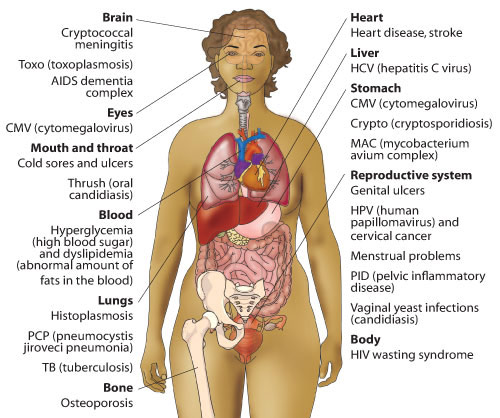 Brain
Cryptococcal
meningitis
Toxo (toxoplasmosis)
AIDS dementia
complex
Eyes
CMV (cytomegalovirus)
Mouth and throat
Cold sores and ulcers
Thrush (oral
candidiasis)
Blood
Hyperglycemia
(high blood sugar)
and dyslipidemia
(abnormal amount of
fats in the blood)
Lungs
Histoplasmosis
PCP (pneumocystis
jiroveci pneumonia)
TB (tuberculosis)
Bone
Osteoporosis
Heart
Heart disease, stroke
Liver
HCV (hepatitis C virus)
Stomach
CMV (cytomegalovirus)
Crypto (cryptosporidiosis)
MAC (mycobacterium
avium complex)
Reproductive system
Genital ulcers
HPV (human
papillomavirus) and
cervical cancer
Menstrual problems
PID (pelvic inflammatory
disease)
Vaginal yeast infections
(candidiasis)
Body
HIV wasting syndrome